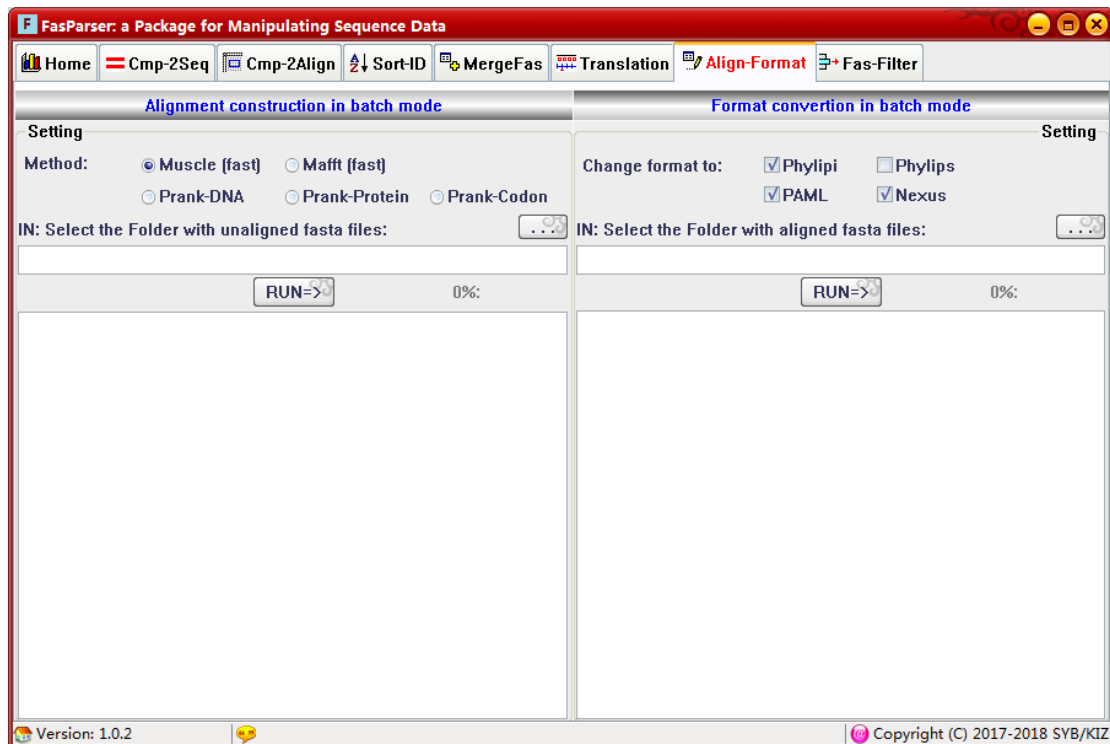 FasParser: a Package for Manipulating Sequence Data
Home Cmp-2Seq Cmp-2Align Sort-ID MergeFas Translation Align-Format Fas-Filter
Alignment construction in batch mode
Setting
Method: Muscle (fast) Mafft (fast)
Prank-DNA Prank-Protein Prank-Codon
IN: Select the Folder with unaligned fasta files: ...
RUN=> 0%:
Format convertion in batch mode
Setting
Change format to: Phylipi Phylips
PAML Nexus
IN: Select the Folder with aligned fasta files: ...
RUN=> 0%:
Version: 1.0.2
Copyright (C) 2017-2018 SYB/KIZ